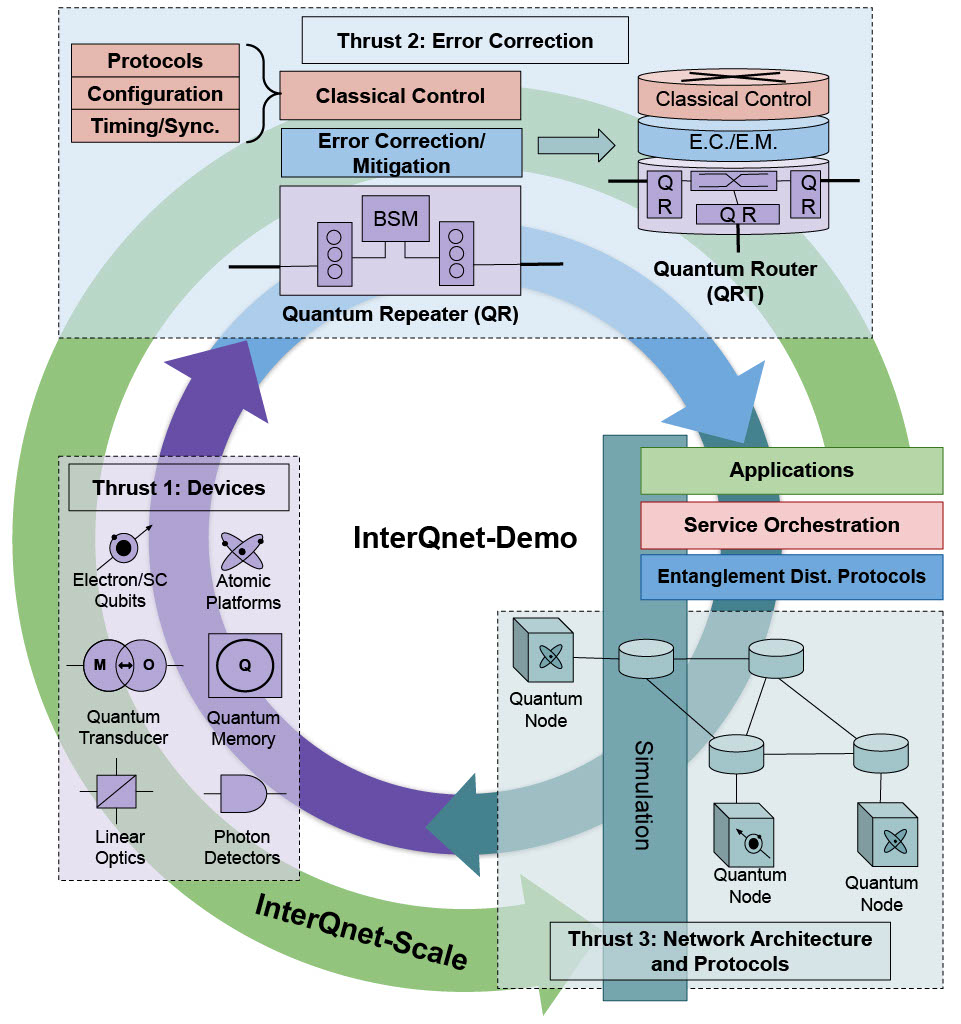 Thrust 2: Error Correction
Protocols
Configuration
Timing/Sync.
Classical Control
Error Correction/
Mitigation
BSM
Quantum Repeater (QR)
Classical Control
E.C./E.M.
Q
R
Q R
Q
R
Quantum Router
(QRT)
Thrust 1: Devices
Electron/SC
Qubits
Atomic
Platforms
M
O
Quantum
Transducer
Q
Quantum
Memory
Linear
Optics
Photon
Detectors
InterQnet-Demo
InterQnet-Scale
Applications
Service Orchestration
Entanglement Dist. Protocols
Simulation
Quantum
Node
Quantum
Node
Quantum
Node
Thrust 3: Network Architecture
and Protocols